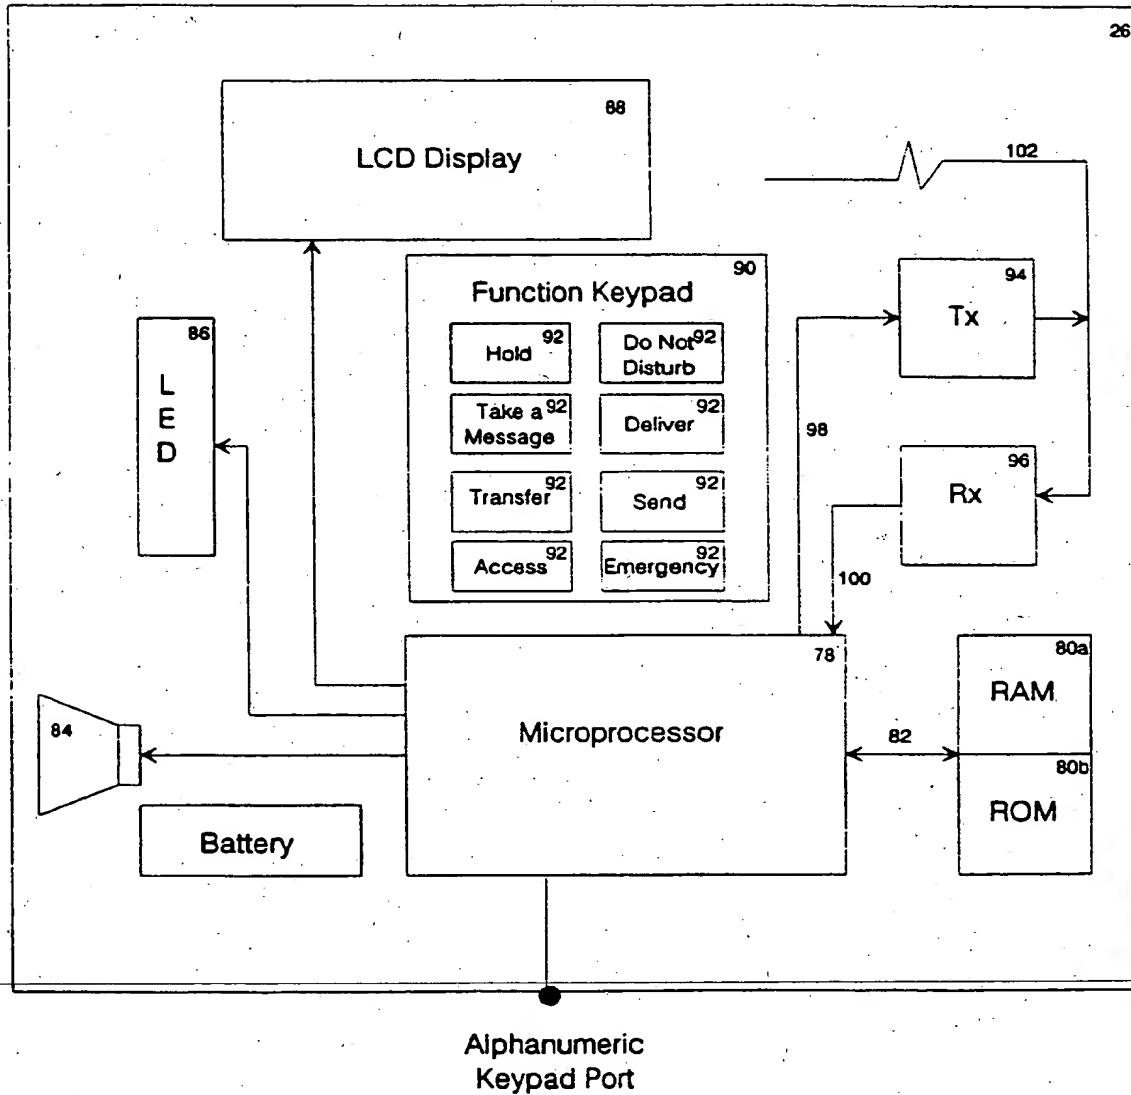 26
88
LCD Display
102
90
Function Keypad
94
Tx
86
LED
92
Hold
92
Do Not
Disturb
92
Take a
Message
92
Deliver
98
96
Rx
92
Transfer
92
Send
92
Access
92
Emergency
100
78
Microprocessor
80a
RAM
82
80b
ROM
84
Battery
Alphanumeric
Keypad Port